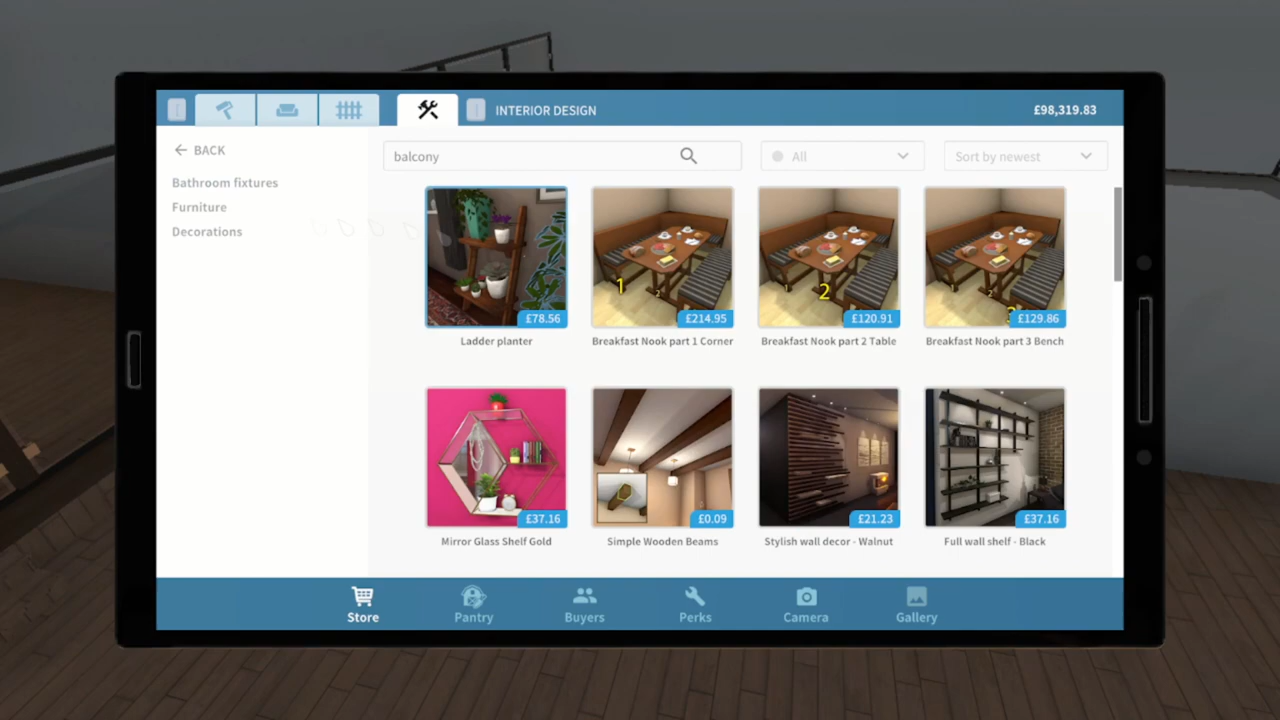 INTERIOR DESIGN
£98,319.83
BACK
Bathroom fixtures
Furniture
Decorations
balcony
All
Sort by newest
£78.56
1
£214.95
2
£120.91
£129.86
Ladder planter
Breakfast Nook part 1 Corner
Breakfast Nook part 2 Table
Breakfast Nook part 3 Bench
£37.16
£0.09
£21.23
£37.16
Mirror Glass Shelf Gold
Simple Wooden Beams
Stylish wall decor - Walnut
Full wall shelf - Black
Store
Pantry
Buyers
Perks
Camera
Gallery